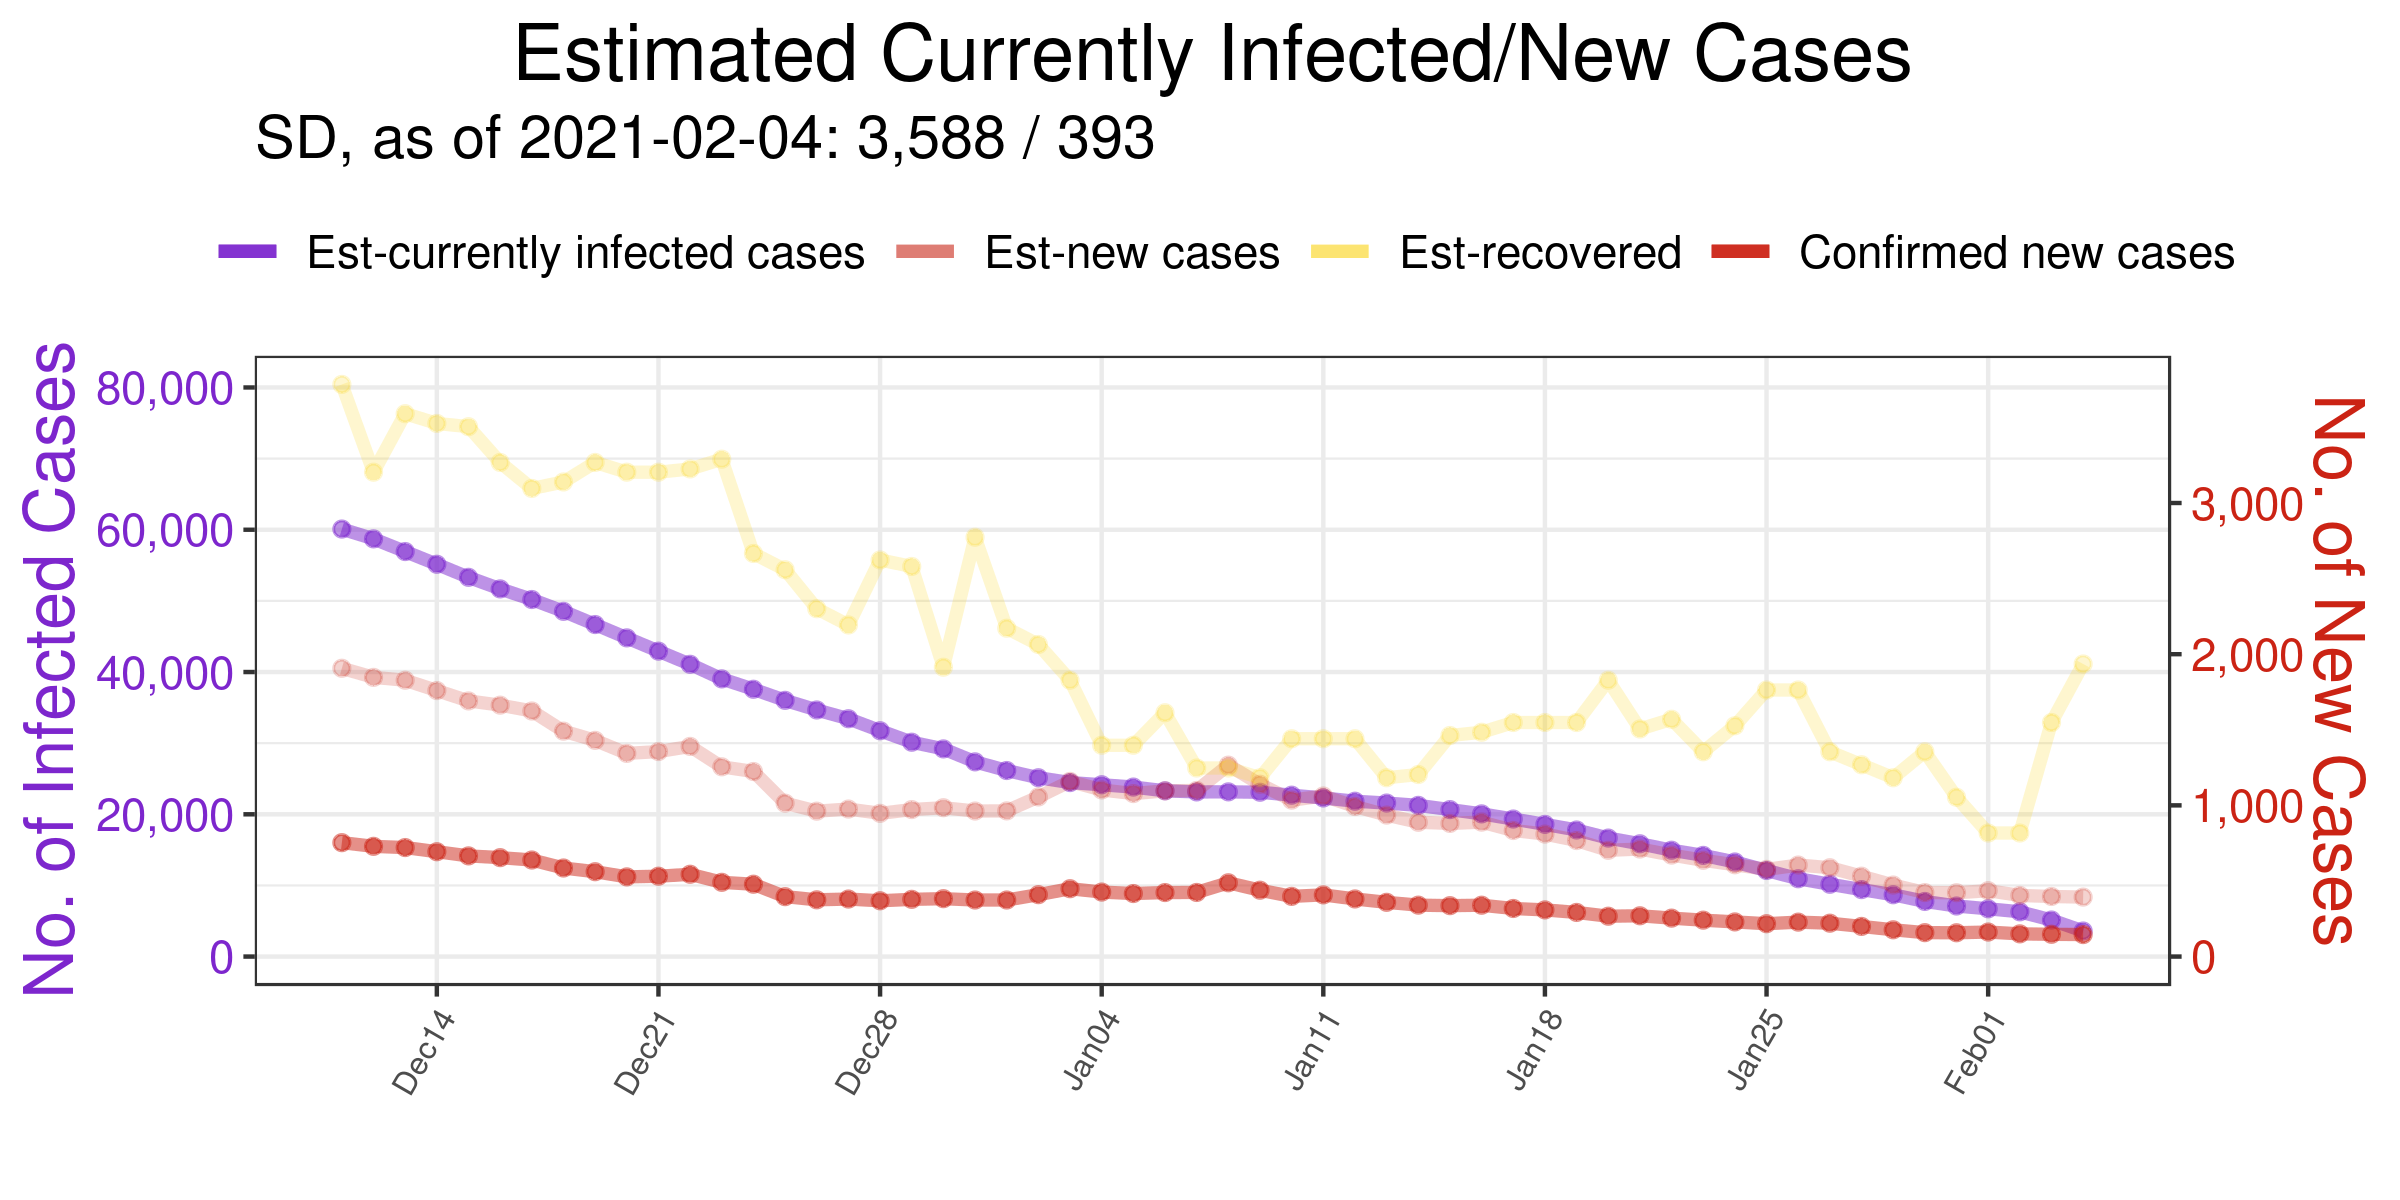 Estimated Currently Infected/New Cases
SD, as of 2021-02-04: 3,588 / 393
Est-currently infected cases Est-new cases Est-recovered Confirmed new cases
No. of Infected Cases
80,000
60,000
40,000
20,000
0
3,000
2,000
1,000
0
No. of New Cases
Dec14 Dec21 Dec28 Jan04 Jan11 Jan18 Jan25 Feb01